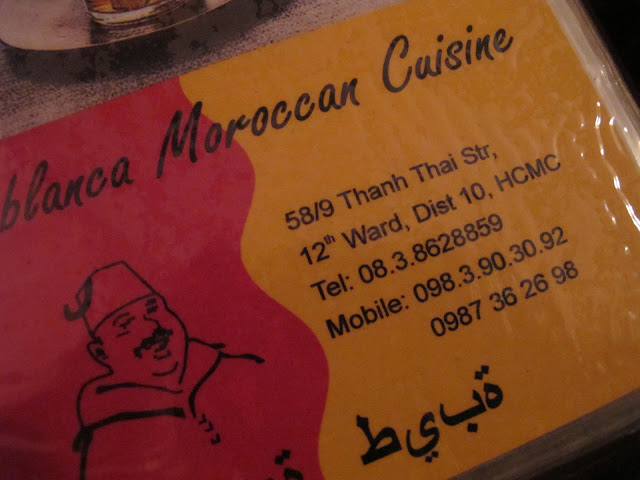 blanca Moroccan Cuisine
58/9 Thanh Thai Str,
12th Ward, Dist 10, HCMC
Tel: 08.3.8628859
Mobile: 098.3.90.30.92
0987 36 26 98
ةبيط